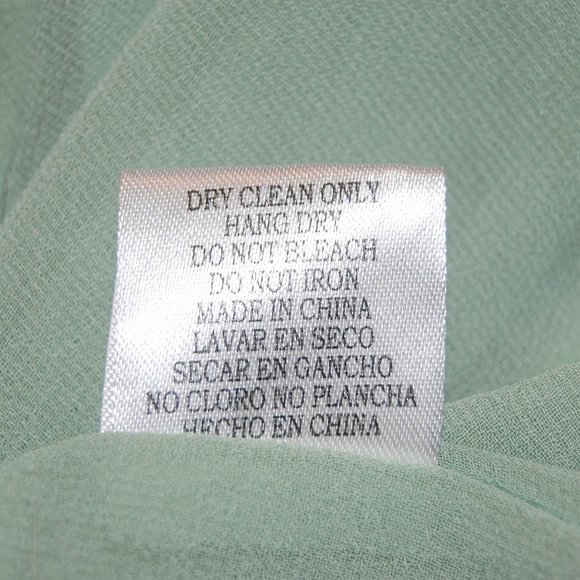 DRY CLEAN ONLY
HANG DRY
DO NOT BLEACH
DO NOT IRON
MADE IN CHINA
LAVAR EN SECO
SECAR EN GANCHO
NO CLORO NO PLANCHA
HECHO EN CHINA